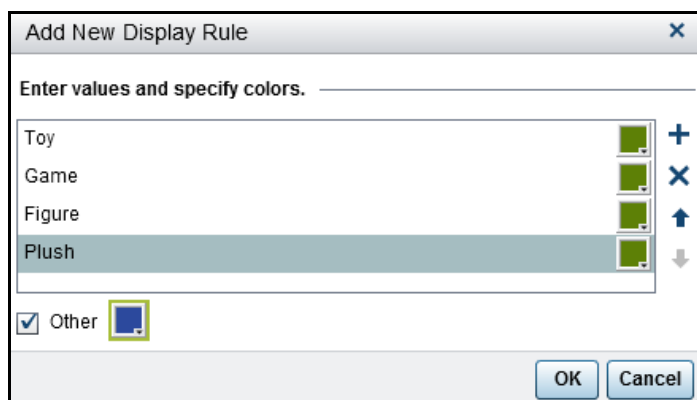 Add New Display Rule
Enter values and specify colors.
Toy
Game
Figure
Plush
Other
OK Cancel